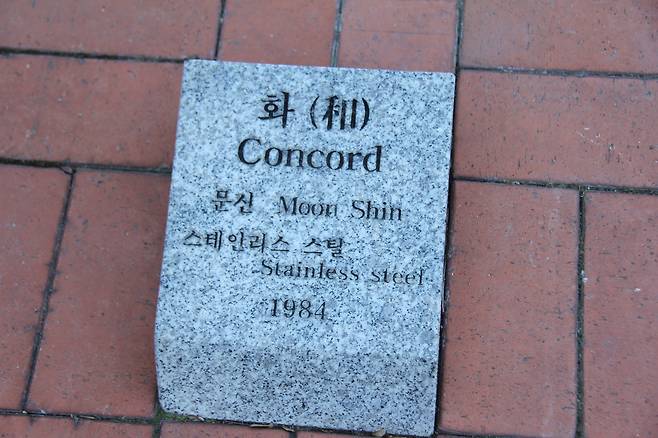 화 (和)
Concord
문신 Moon Shin
스테인리스 스틸
Stainless steel
1984